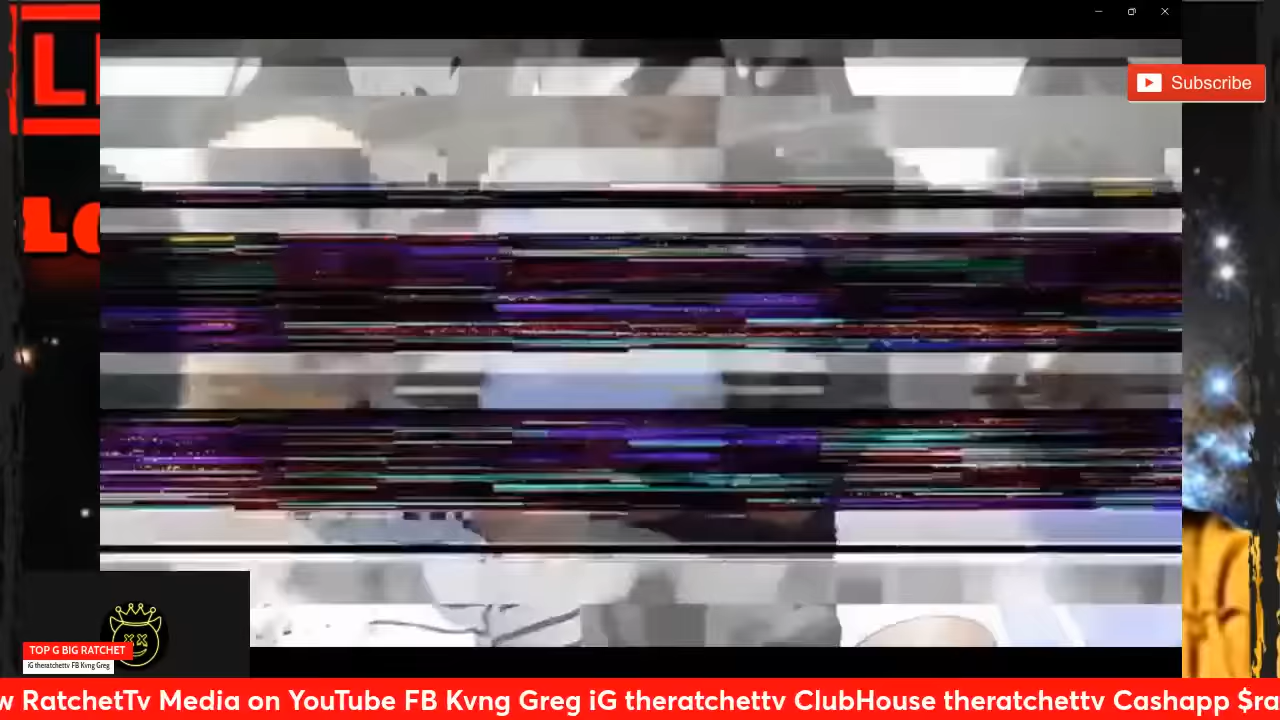 Subscribe
TOP G BIG RATCHET
iG theratchettv FB Kvng Greg
RatchetTv Media on YouTube FB Kvng Greg iG theratchettv ClubHouse theratchettv Cashapp